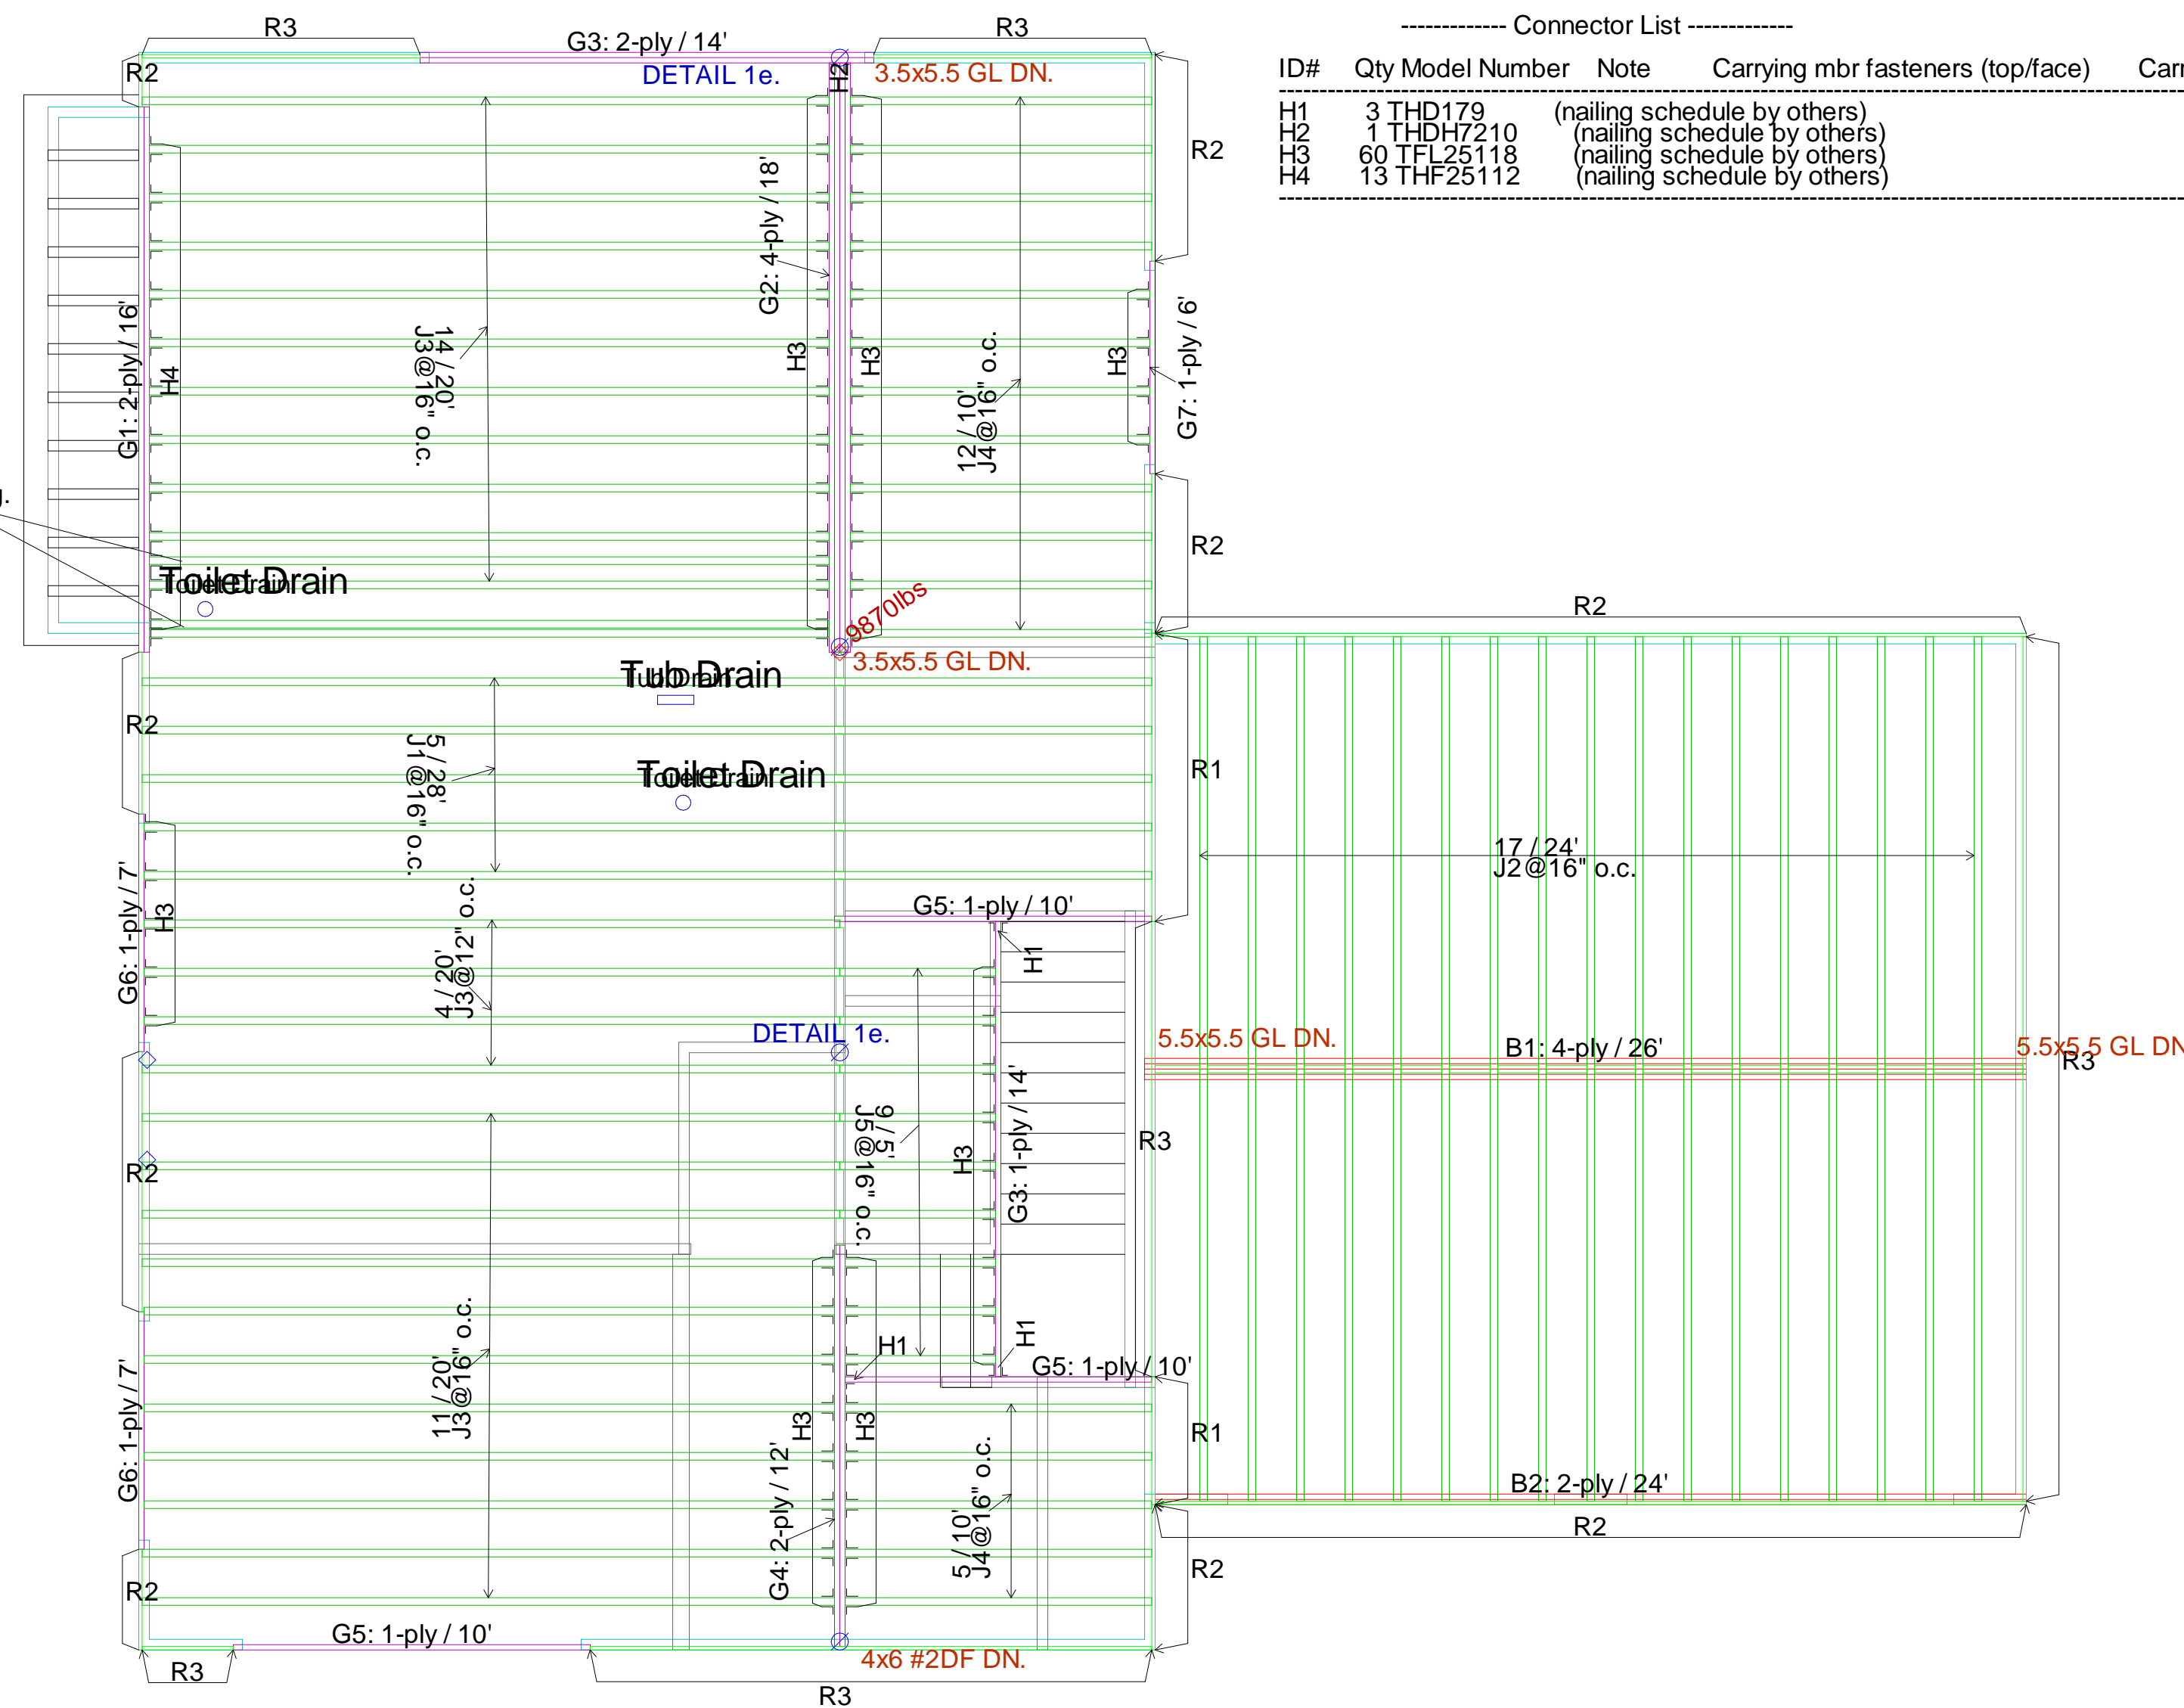 ------------- Connector List -------------
ID# Qty Model Number Note Carrying mbr fasteners (top/face) Carr
H1 3 THD179 (nailing schedule by others)
H2 1 THDH7210 (nailing schedule by others)
H3 60 TFL25118 (nailing schedule by others)
H4 13 THF25112 (nailing schedule by others)
R3
G3: 2-ply / 14'
R3
R2
DETAIL 1e.
H2
3.5x5.5 GL DN.
R2
G2: 4-ply / 18'
G1: 2-ply / 16'
H4
14 / 20'
J3@16" o.c.
H3
H3
12 / 10'
J4@16" o.c.
H3
G7: 1-ply / 6'
R2
Toilet Drain
Toilet Drain
9870lbs
3.5x5.5 GL DN.
R2
Tub Drain
Tub Drain
R2
5 / 28'
J1@16" o.c.
Toilet Drain
Toilet Drain
R1
17 / 24'
J2@16" o.c.
G6: 1-ply / 7'
H3
4 / 20'
J3@12" o.c.
G5: 1-ply / 10'
H1
DETAIL 1e.
5.5x5.5 GL DN.
B1: 4-ply / 26'
5.5x5.5 GL DN
R3
R2
9 / 5'
J5@16" o.c.
H3
G3: 1-ply / 14'
R3
G6: 1-ply / 7'
11 / 20'
J3@16" o.c.
H1
H1
G5: 1-ply / 10'
H3
H3
R1
G4: 2-ply / 12'
5 / 10'
J4@16" o.c.
B2: 2-ply / 24'
R2
R2
R2
G5: 1-ply / 10'
4x6 #2DF DN.
R3
R3